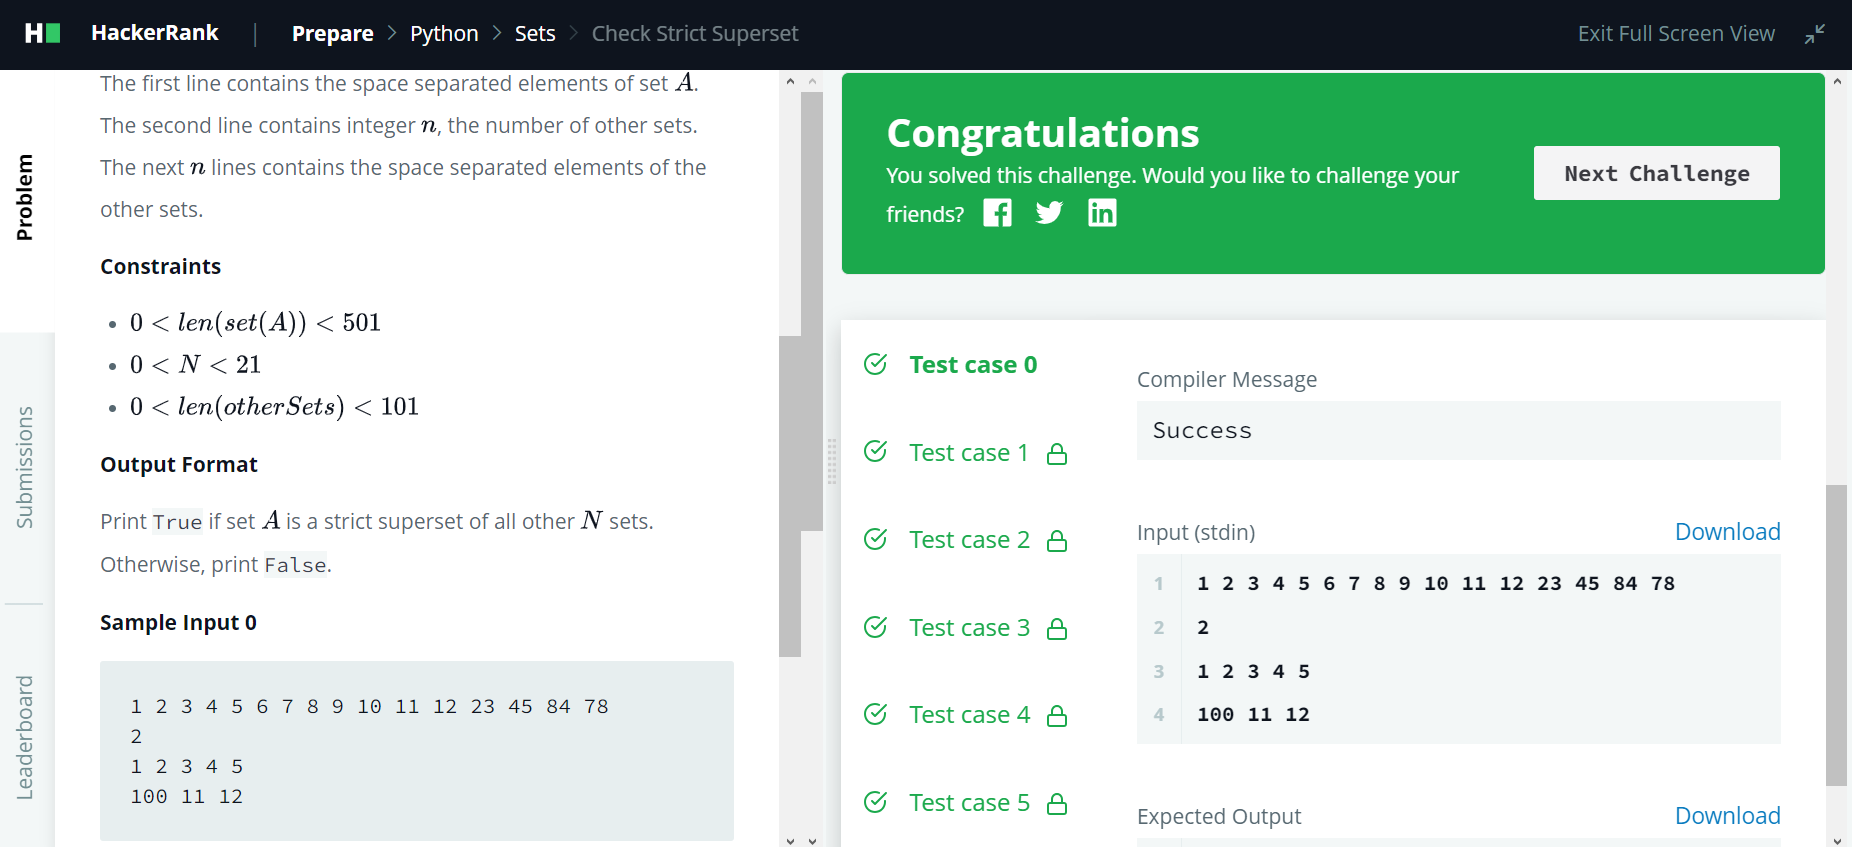 HackerRank | Prepare > Python > Sets > Check Strict Superset Exit Full Screen View
Problem
Submissions
Leaderboard
The first line contains the space separated elements of set A.
The second line contains integer n, the number of other sets.
The next n lines contains the space separated elements of the
other sets.
Constraints
• 0 < len(set(A)) < 501
• 0 < N < 21
• 0 < len(otherSets) < 101
Output Format
Print True if set A is a strict superset of all other N sets.
Otherwise, print False.
Sample Input 0
1 2 3 4 5 6 7 8 9 10 11 12 23 45 84 78
2
1 2 3 4 5
100 11 12
Congratulations
You solved this challenge. Would you like to challenge your
friends?
Next Challenge
Test case 0
Test case 1
Test case 2
Test case 3
Test case 4
Test case 5
Compiler Message
Success
Input (stdin) Download
1 1 2 3 4 5 6 7 8 9 10 11 12 23 45 84 78
2 2
3 1 2 3 4 5
4 100 11 12
Expected Output Download